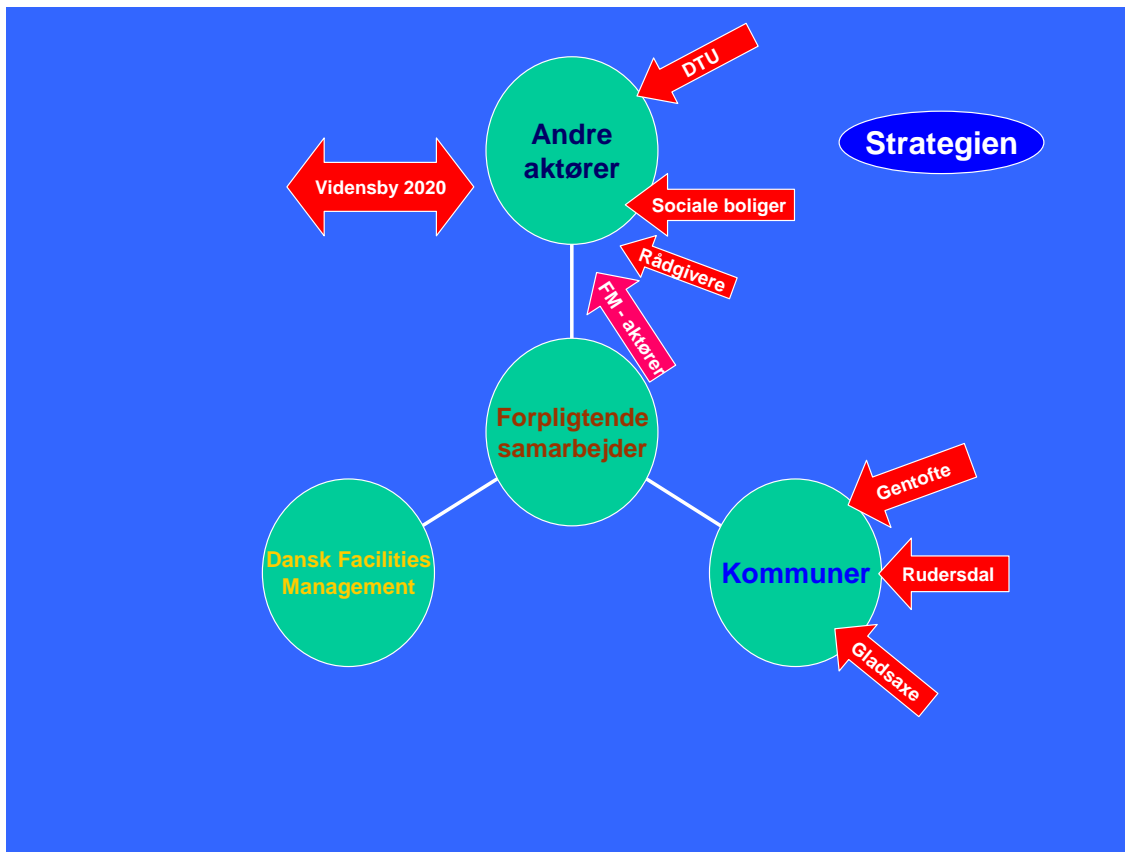 DTU
Andre
aktører
Strategien
Vidensby 2020
Sociale boliger
Rådgivere
FM - aktører
Forpligtende
samarbejder
Gentofte
Dansk Facilities
Management
Kommuner
Rudersdal
Gladsaxe